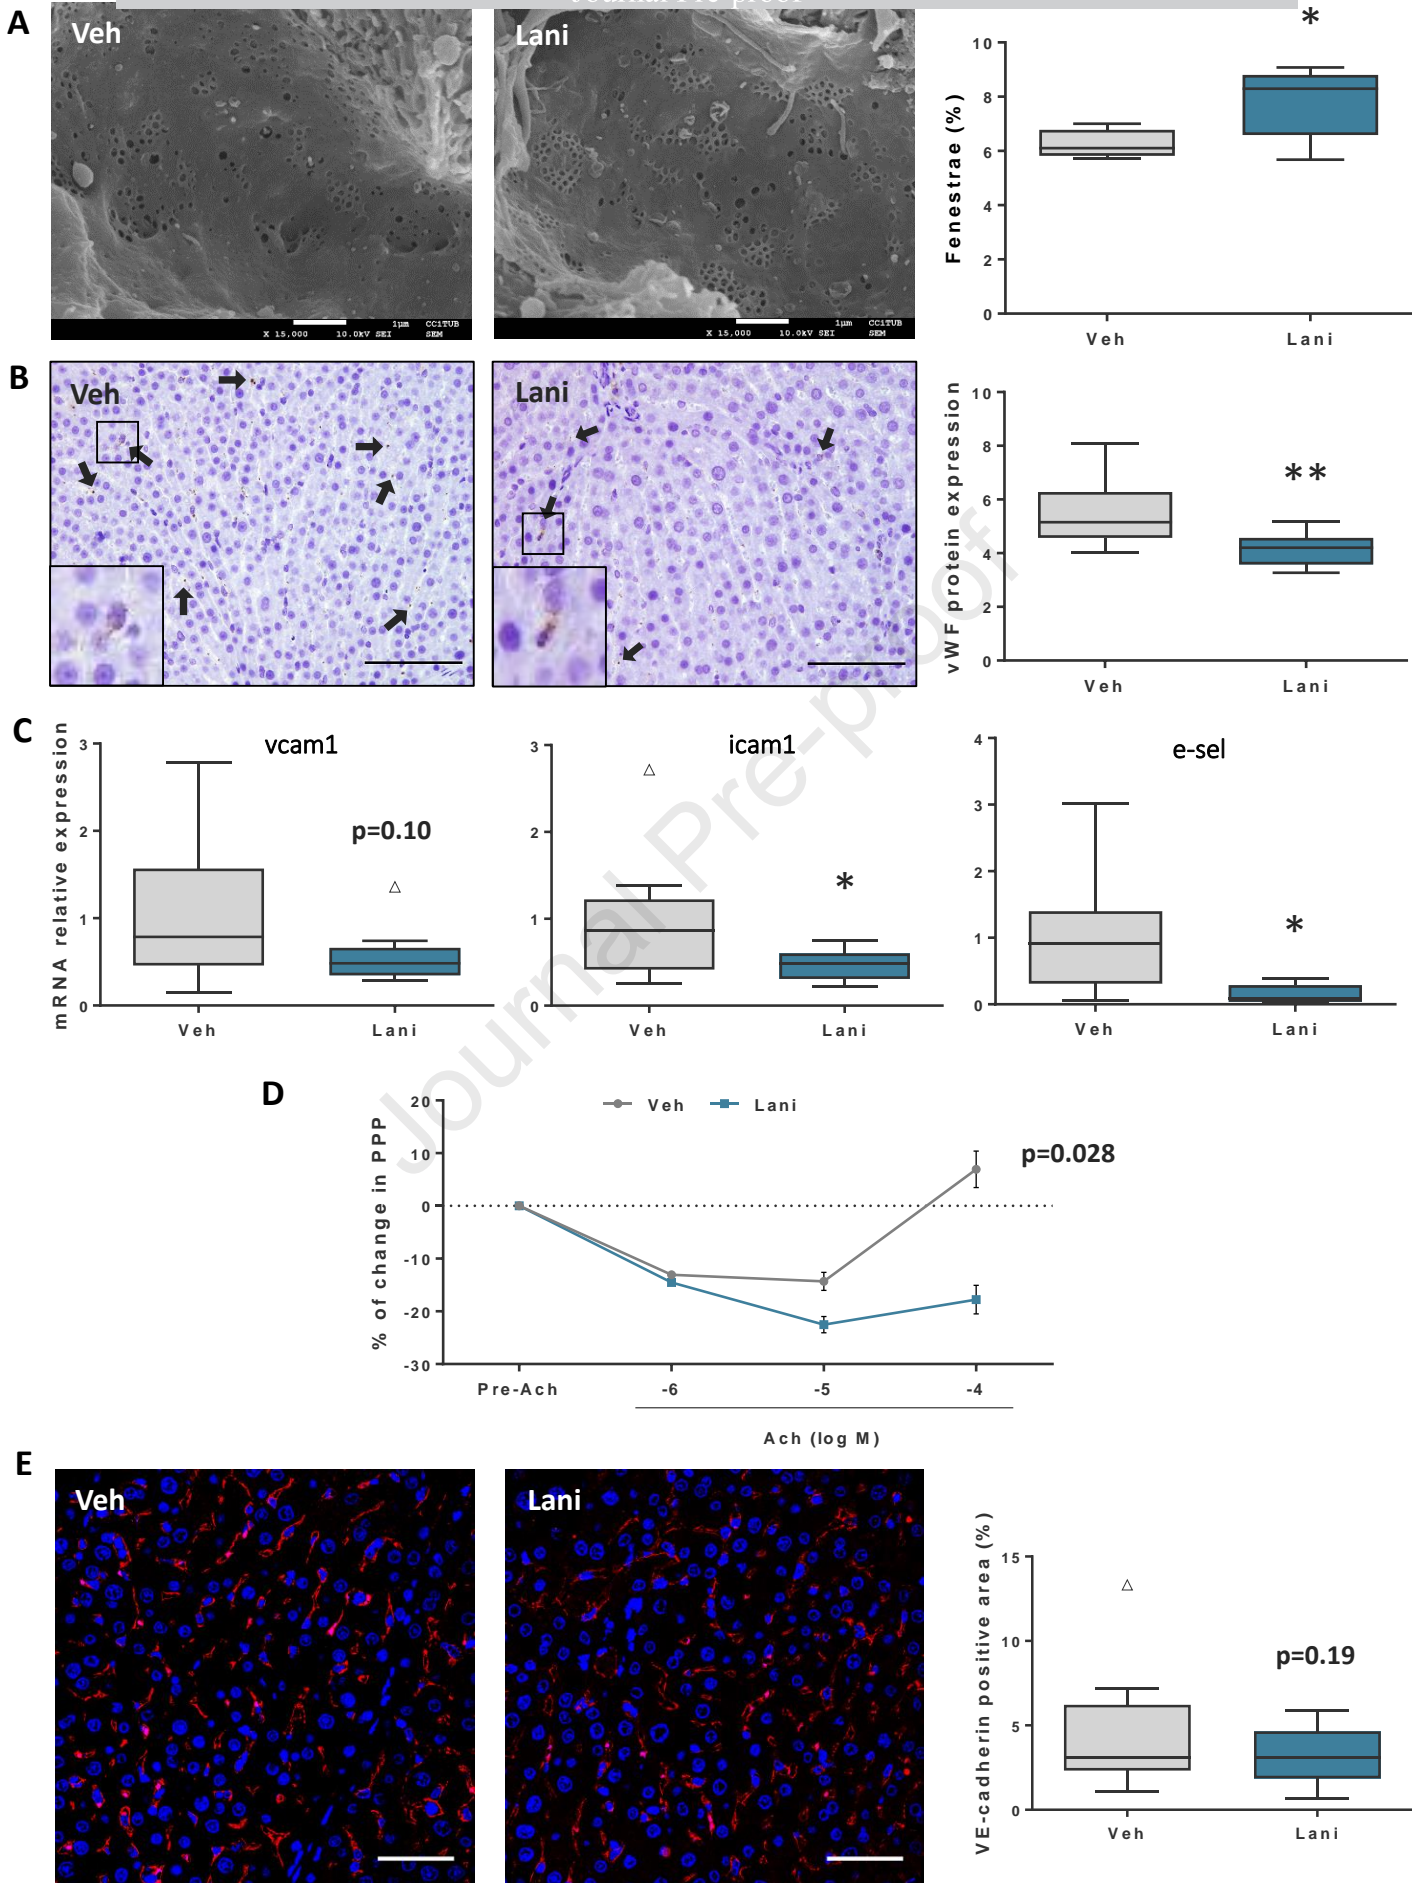 Journal Pre-proof
A
Veh
X 15,000 10.0kV SEI 1µm CCiTUB SEM
Lani
X 15,000 10.0kV SEI 1µm CCiTUB SEM
*
Fenestrae (%)
10
8
6
4
2
0
Veh Lani
B
Veh
Lani
vWF protein expression
10
8
6
4
2
0
**
Veh Lani
C
mRNA relative expression
vcam1
3
2
1
0
p=0.10
Veh Lani
icam1
3
2
1
0
*
Veh Lani
e-sel
4
3
2
1
0
*
Veh Lani
Journal Pre-proof
D
% of change in PPP
20
10
0
-10
-20
-30
Veh Lani
p=0.028
Pre-Ach -6 -5 -4
Ach (log M)
E
Veh
Lani
VE-cadherin positive area (%)
15
10
5
0
p=0.19
Veh Lani